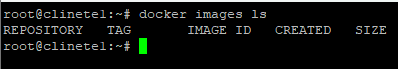 root@clinetel:~# docker images ls
REPOSITORY   TAG       IMAGE ID   CREATED   SIZE
root@clinetel:~#